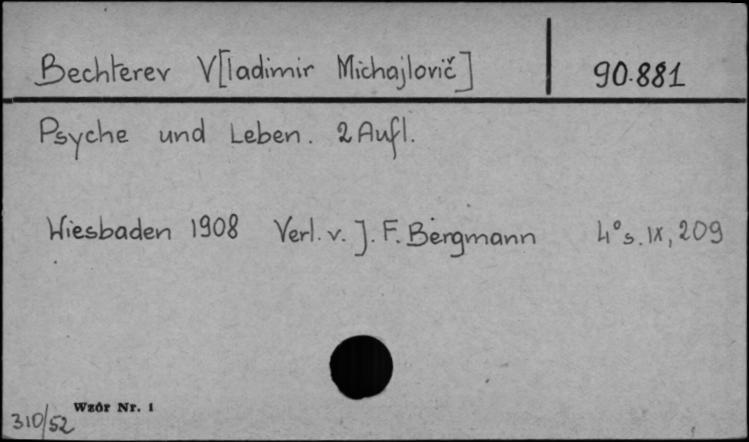 Bechterev V[ladimir Michajlovič] 90.881
Psyche und Leben. 2 Aufl.
Wiesbaden 1908 Verl. v. J. F. Bergmann 4° s. IX, 209
Wzór Nr. 1
310/52